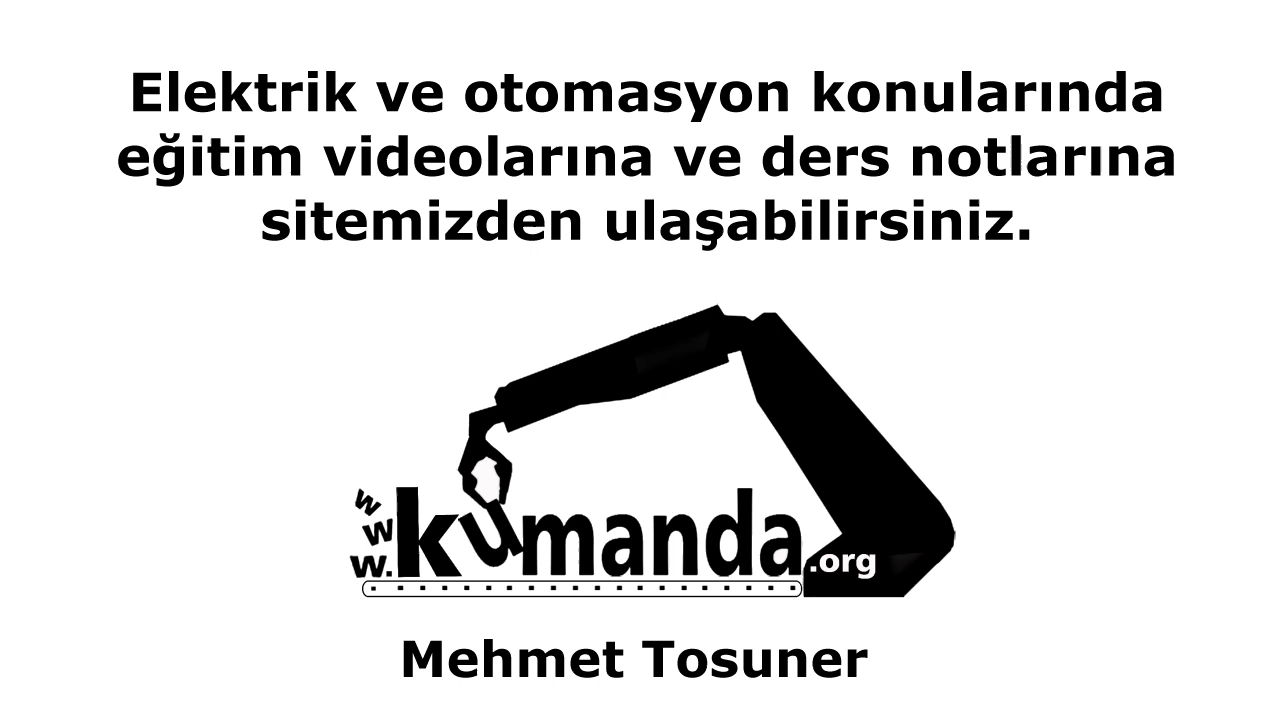 Elektrik ve otomasyon konularında
eğitim videolarına ve ders notlarına
sitemizden ulaşabilirsiniz.
www.kumanda.org
Mehmet Tosuner